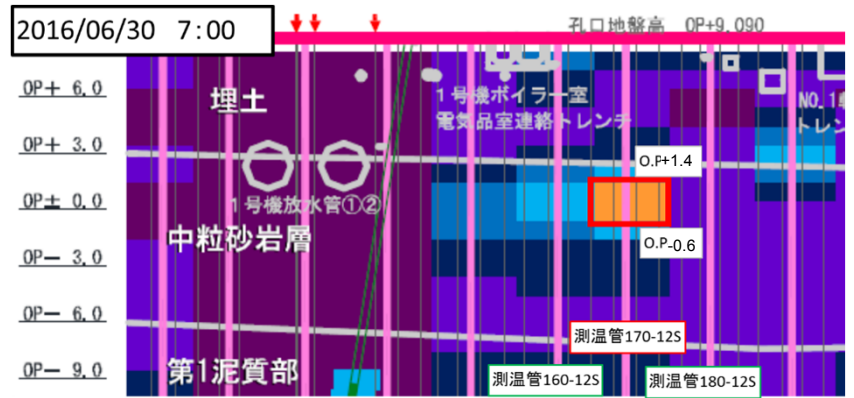 2016/06/30 7:00
孔口地盤高 OP+9.090
OP+ 6.0
埋土
1号機ボイラー室
電気品室連絡トレンチ
NO.1
トレン
OP+ 3.0
O.P+1.4
OP± 0.0
1号機放水管①②
中粒砂岩層
O.P-0.6
OP- 3.0
OP- 6.0
測温管170-12S
OP- 9.0
第1泥質部
測温管160-12S
測温管180-12S